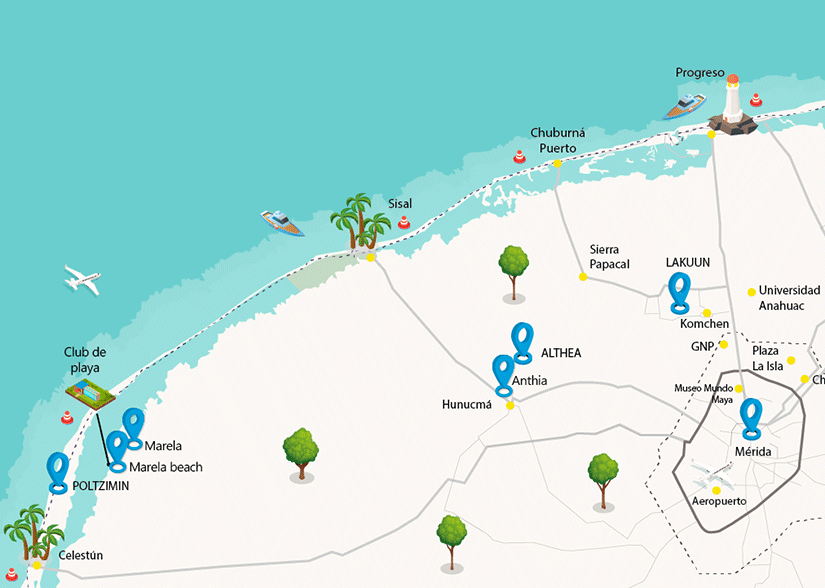 Progreso
Chuburná
Puerto
Sisal
Sierra
Papacal
LAKUUN
Universidad
Anahuac
Komchen
GNP
Plaza
La Isla
Ch
ALTHEA
Anthia
Hunucmá
Museo Mundo
Maya
Mérida
Aeropuerto
Club de
playa
Marela
Marela beach
POLTZIMIN
Celestún